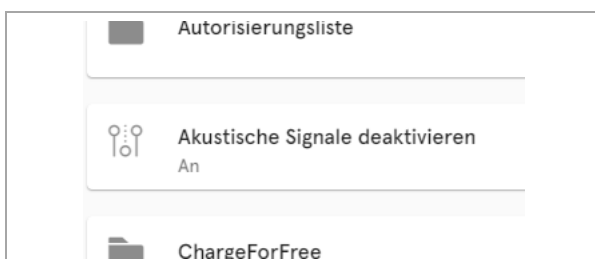 Autorisierungsliste
Akustische Signale deaktivieren
An
ChargeForFree